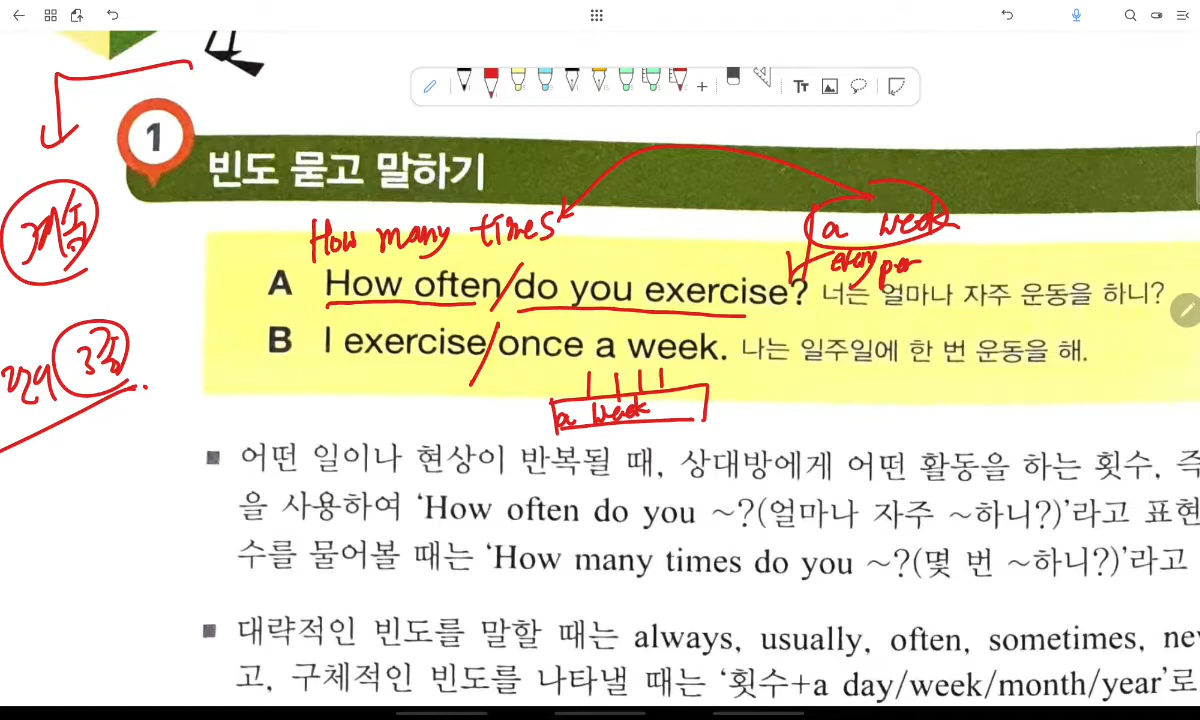 1
빈도 묻고 말하기
How many times
a week
every per
A How often do you exercise? 너는 얼마나 자주 운동을 하니?
B I exercise once a week. 나는 일주일에 한 번 운동을 해.
3주
a week
어떤 일이나 현상이 반복될 때, 상대방에게 어떤 활동을 하는 횟수, 주
을 사용하여 ‘How often do you ~?(얼마나 자주 ~하니?)’라고 표현
수를 물어볼 때는 ‘How many times do you ~?(몇 번 ~하니?)’라고
대략적인 빈도를 말할 때는 always, usually, often, sometimes, ne
고, 구체적인 빈도를 나타낼 때는 ‘횟수+a day/week/month/year’로